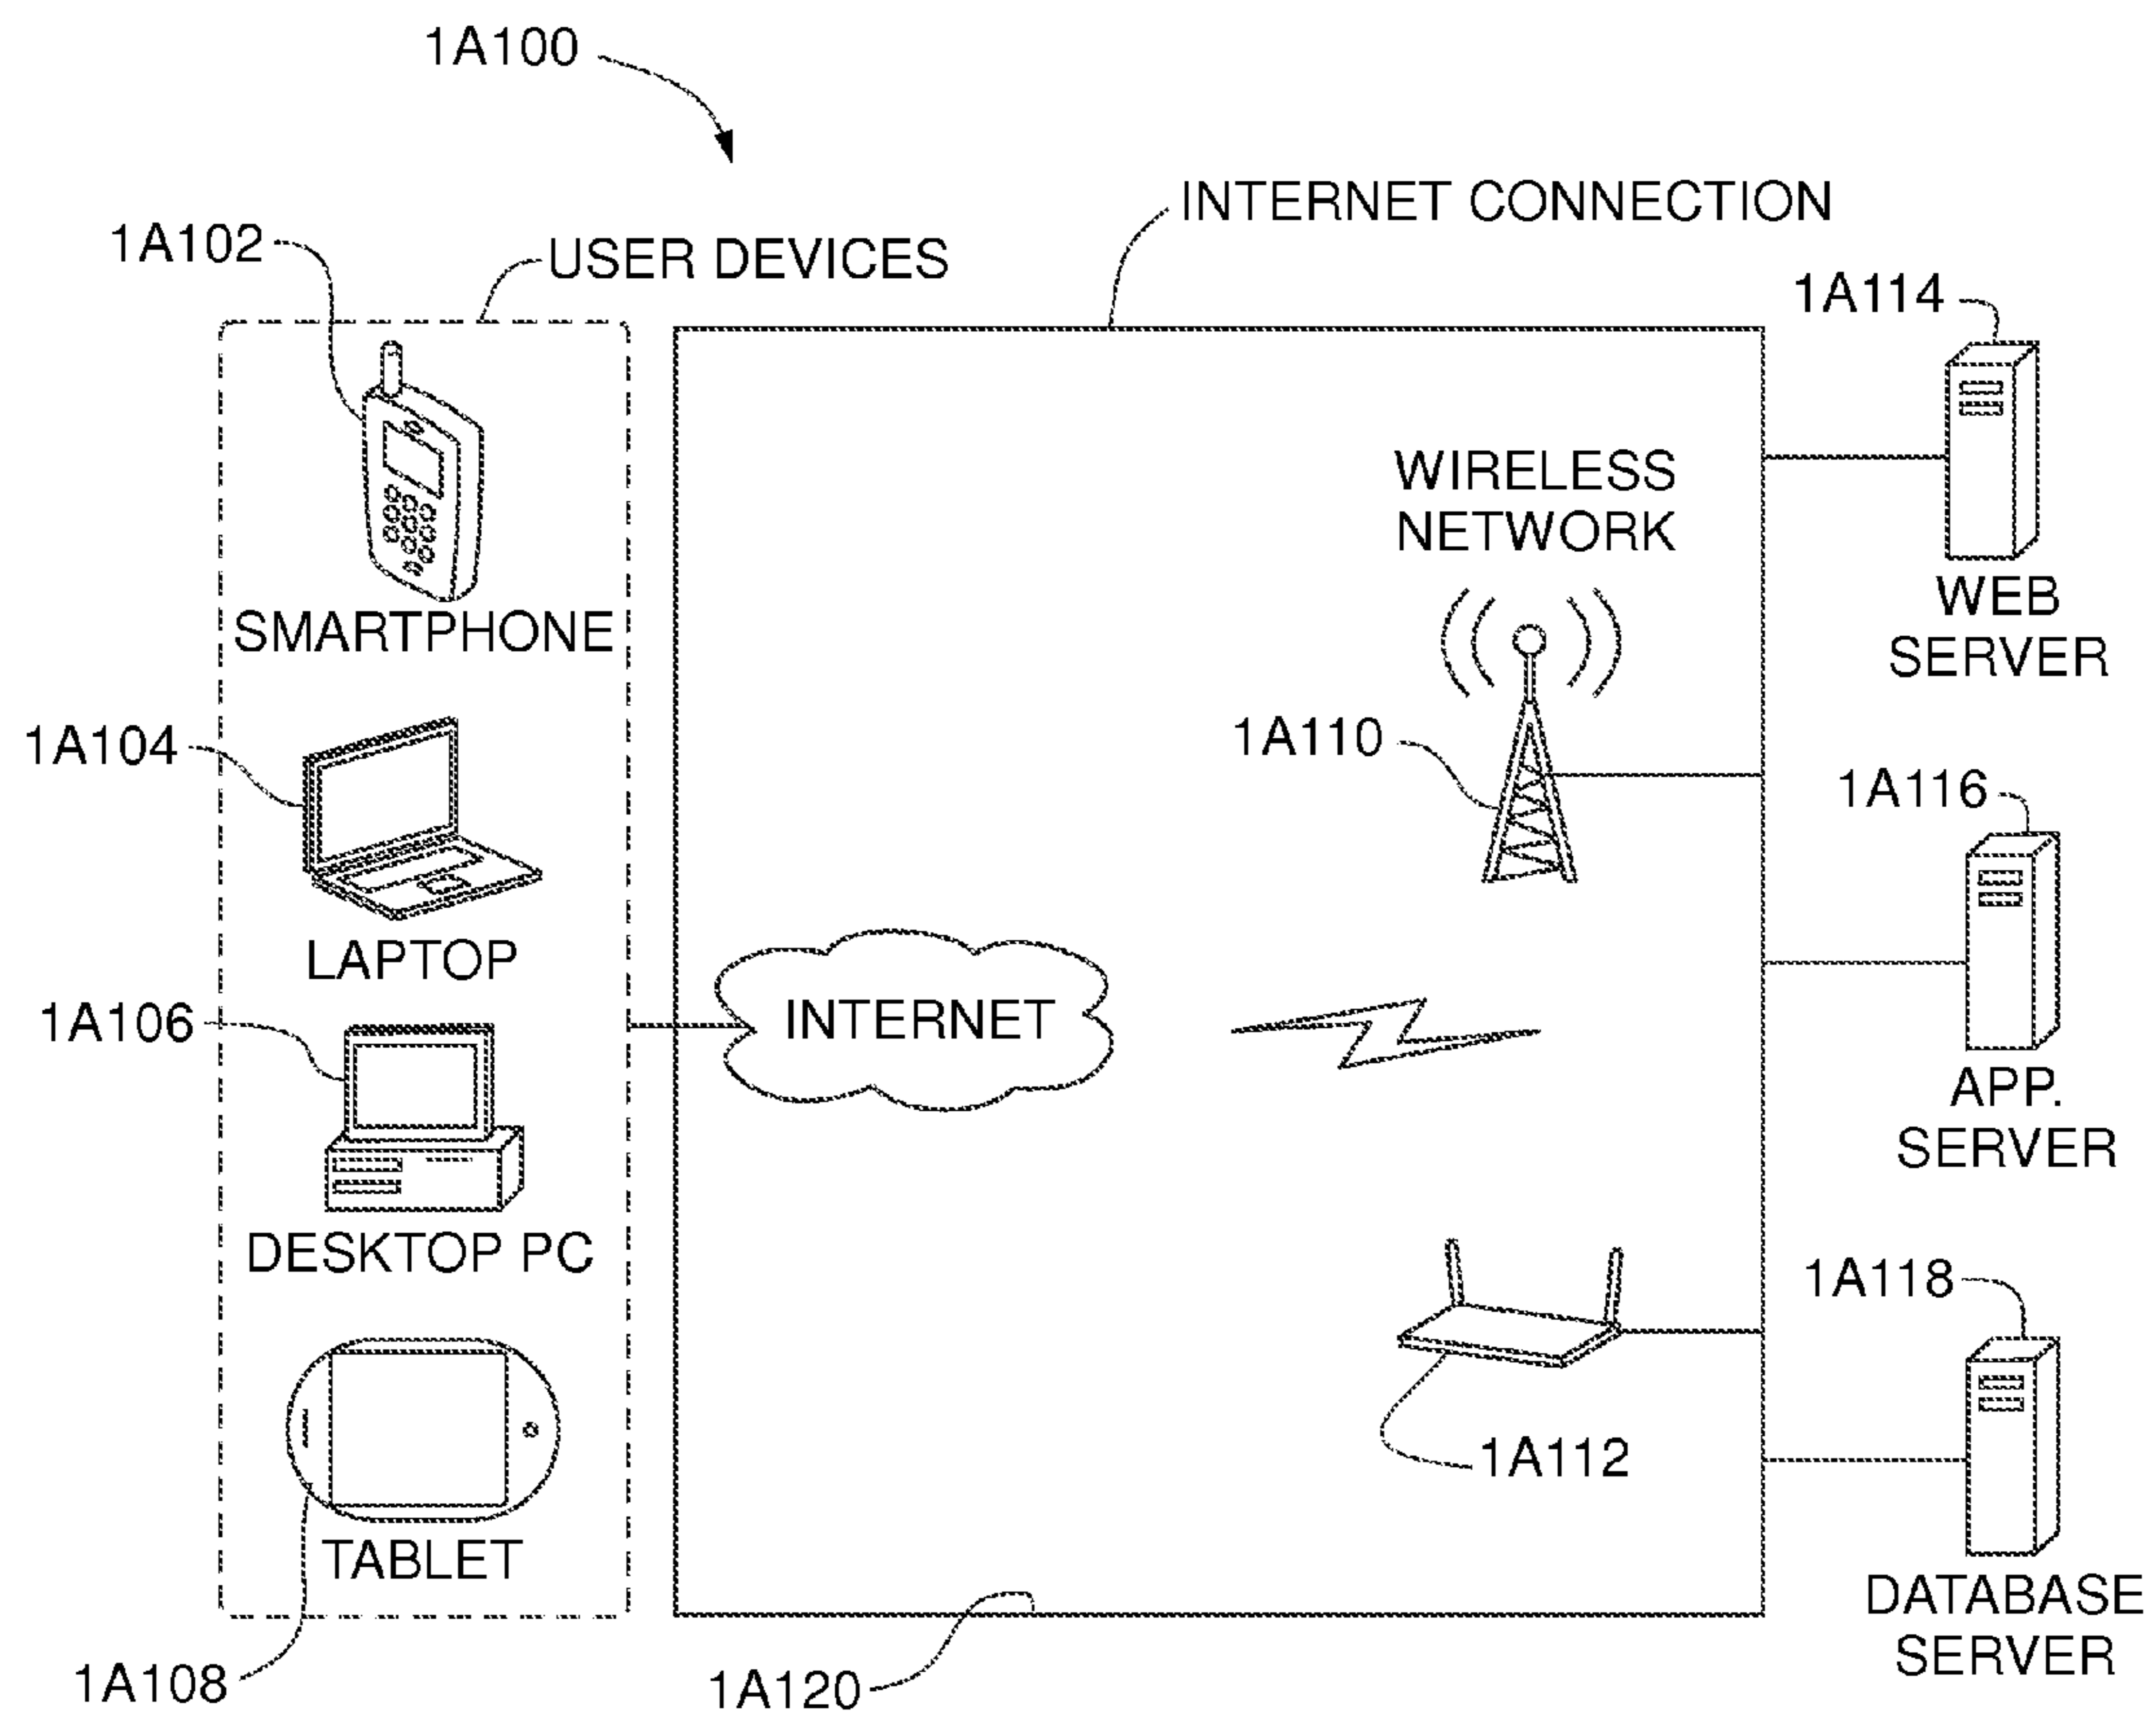 1A100
INTERNET CONNECTION
1A102
USER DEVICES
1A114
WIRELESS
NETWORK
WEB
SERVER
SMARTPHONE
1A104
1A110
1A116
LAPTOP
1A106
INTERNET
APP.
SERVER
DESKTOP PC
1A118
1A112
TABLET
DATABASE
SERVER
1A108
1A120